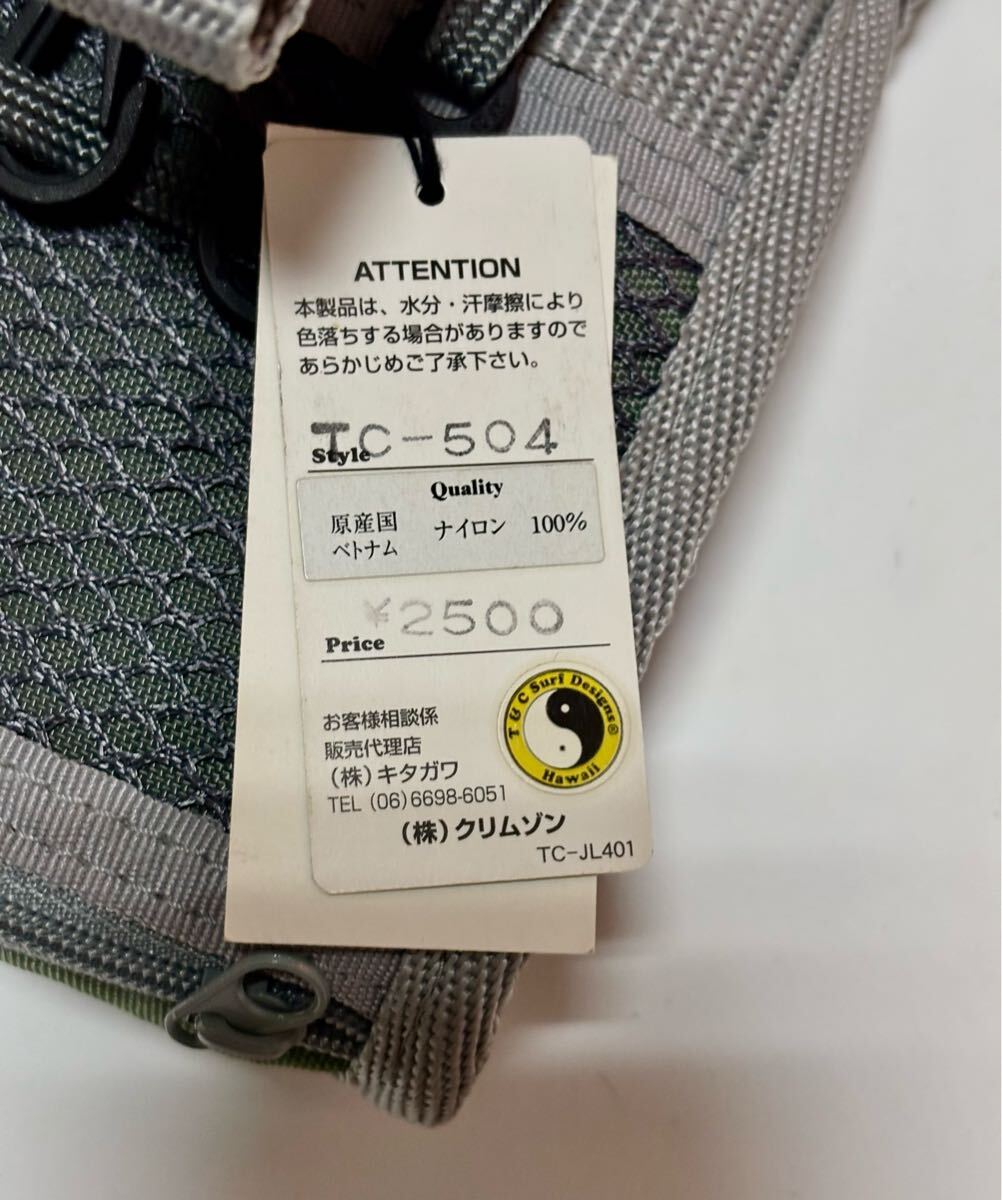 ATTENTION
本製品は、水分・汗摩擦により
色落ちする場合がありますので
あらかじめご了承下さい。
Style TC-504
Quality
原産国 ナイロン 100%
ベトナム
Price ¥2500
T & C Surf Designs®
Hawaii
お客様相談係
販売代理店
(株)キタガワ
TEL (06)6698-6051
(株)クリムゾン
TC-JL401